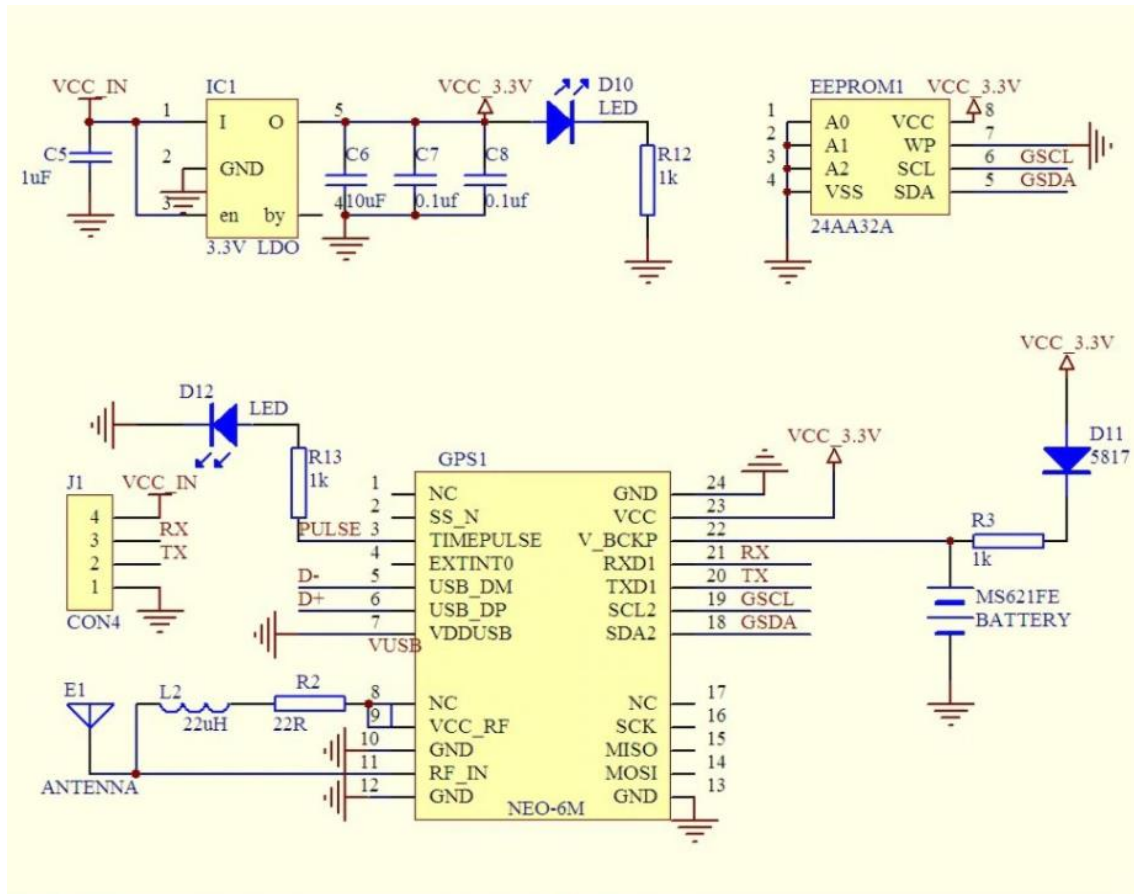 VCC_IN
IC1
VCC_3.3V
D10
LED
1
I
O
5
C5
1uF
2
GND
C6
10uF
C7
0.1uf
C8
0.1uf
R12
1k
3
en
by
4
3.3V LDO
EEPROM1
VCC_3.3V
1
A0
VCC
8
2
A1
WP
7
3
A2
SCL
6
GSCL
4
VSS
SDA
5
GSDA
24AA32A
D12
LED
R13
1k
J1
VCC_IN
4
3
RX
2
TX
1
CON4
GPS1
VCC_3.3V
1
NC
2
SS_N
PULSE
3
TIMEPULSE
4
EXTINT0
D-
5
USB_DM
D+
6
USB_DP
7
VDDUSB
VUSB
8
NC
9
VCC_RF
10
GND
11
RF_IN
12
GND
GND
24
VCC
23
V_BCKP
22
RXD1
21
RX
TXD1
20
TX
SCL2
19
GSCL
SDA2
18
GSDA
NC
17
SCK
16
MISO
15
MOSI
14
GND
13
NEO-6M
E1
L2
22uH
R2
22R
ANTENNA
VCC_3.3V
D11
5817
R3
1k
MS621FE
BATTERY